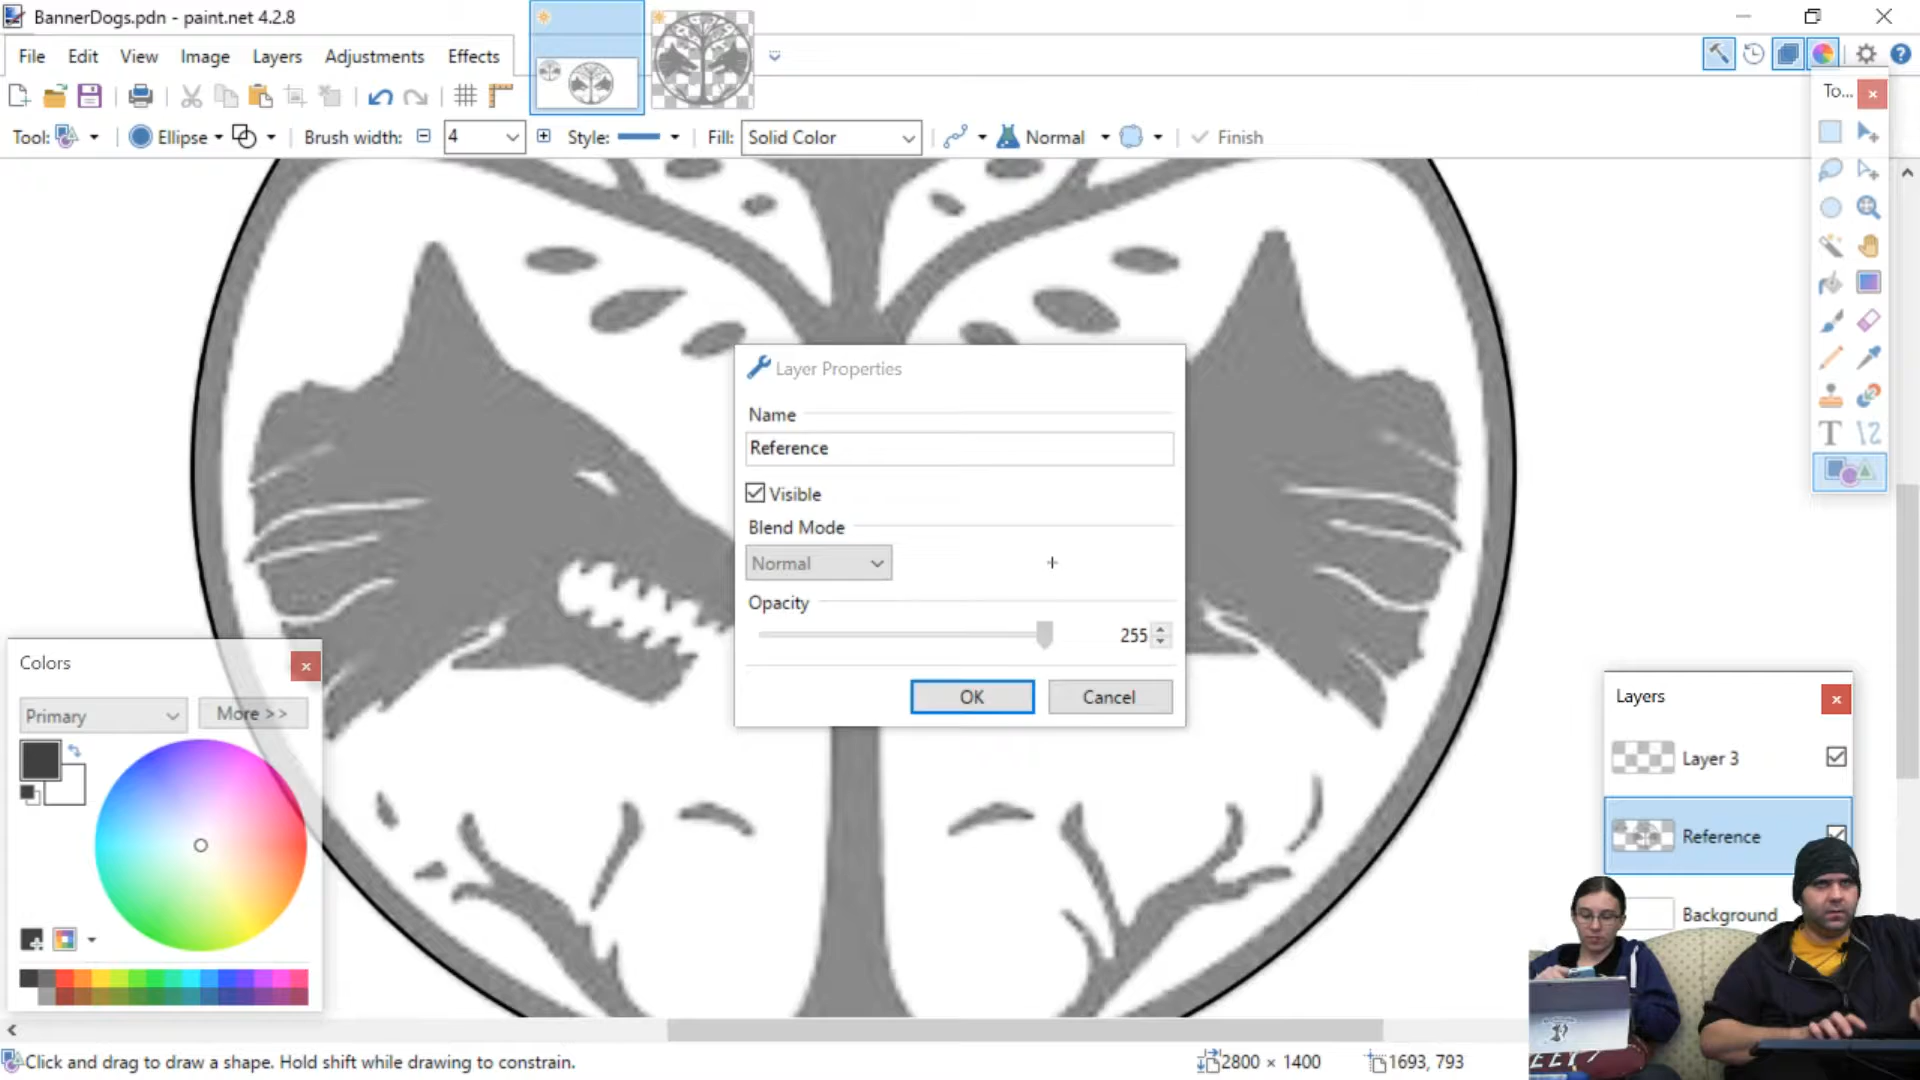 BannerDogs.pdn - paint.net 4.2.8
File Edit View Image Layers Adjustments Effects
Tool: Ellipse Brush width: 4 Style: Fill: Solid Color Normal Finish
To...
Layer Properties
Name
Reference
Visible
Blend Mode
Normal
Opacity
255
OK Cancel
Colors
Primary More >>
Layers
Layer 3
Reference
Background
Click and drag to draw a shape. Hold shift while drawing to constrain.
2800 × 1400 1693, 793